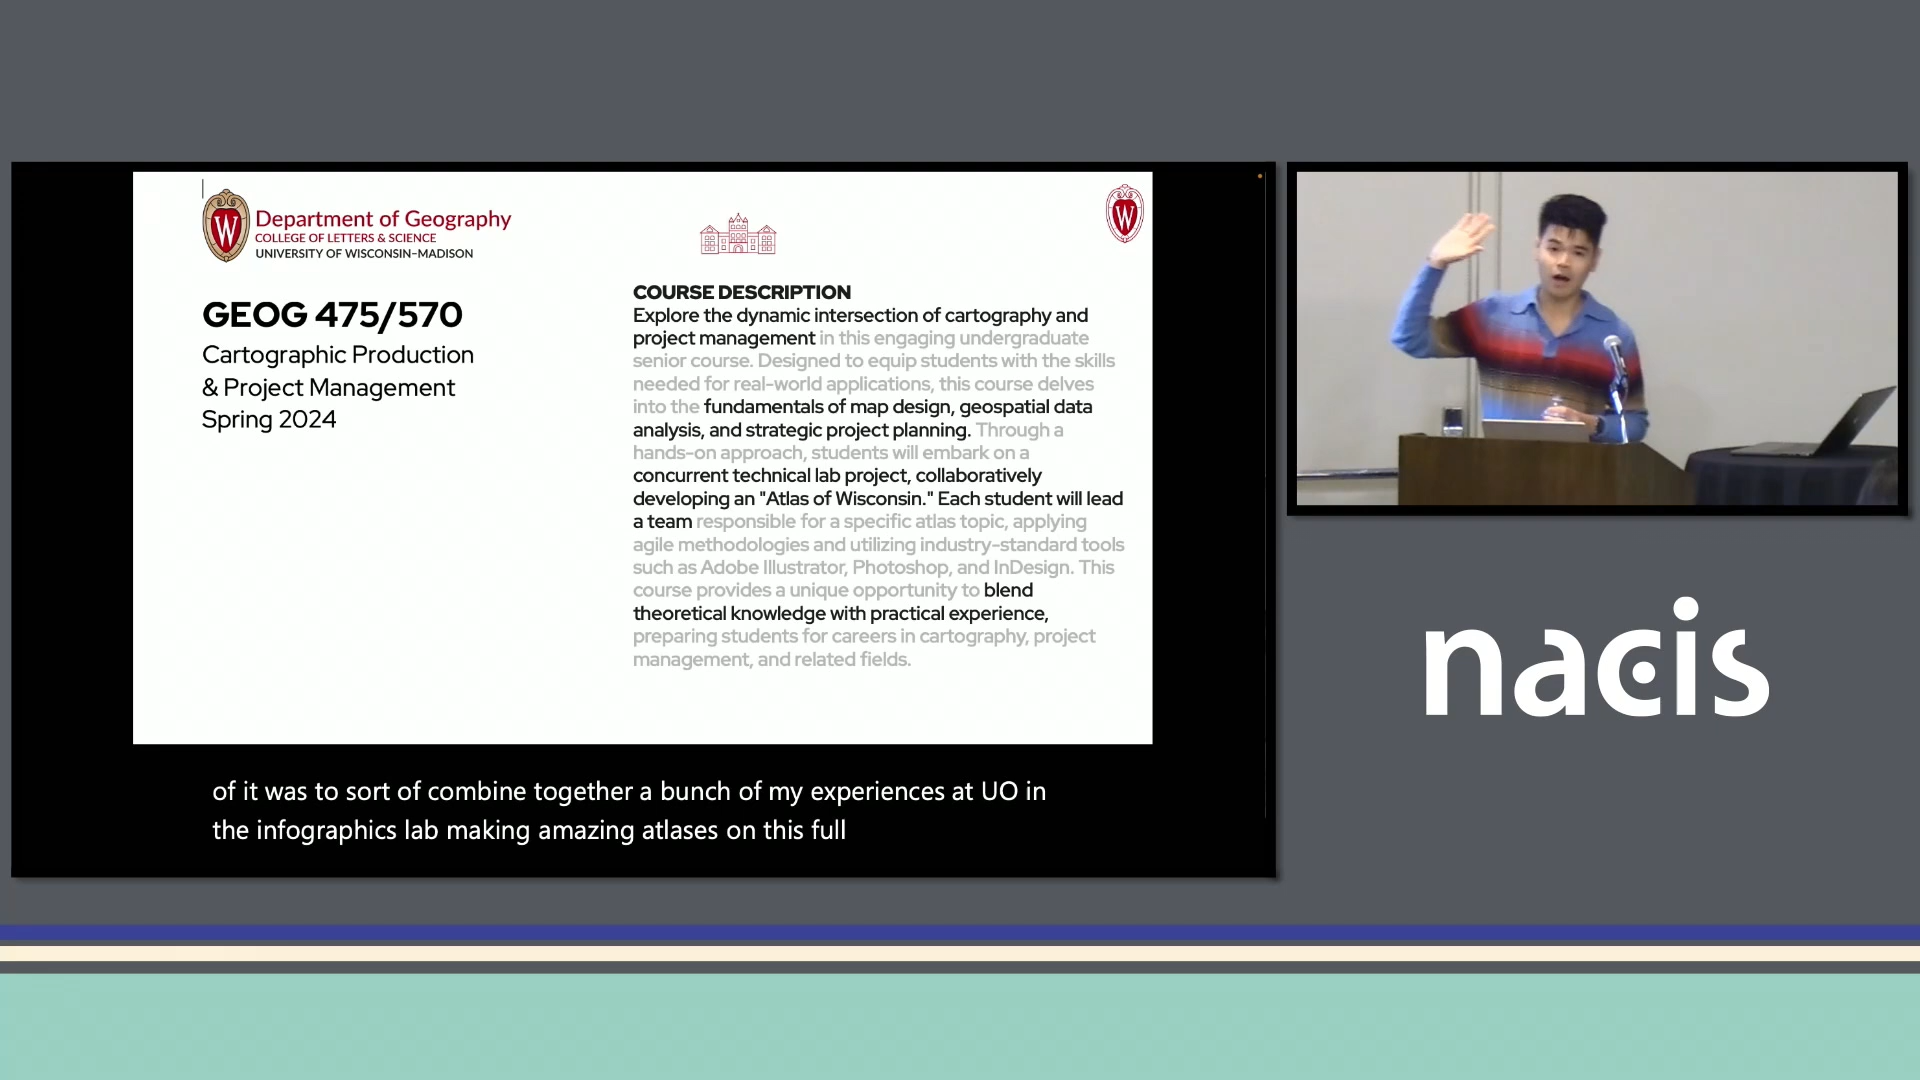 Department of Geography
COLLEGE OF LETTERS & SCIENCE
UNIVERSITY OF WISCONSIN–MADISON
GEOG 475/570
Cartographic Production
& Project Management
Spring 2024
COURSE DESCRIPTION
Explore the dynamic intersection of cartography and
project management in this engaging undergraduate
senior course. Designed to equip students with the skills
needed for real-world applications, this course delves
into the fundamentals of map design, geospatial data
analysis, and strategic project planning. Through a
hands-on approach, students will embark on a
concurrent technical lab project, collaboratively
developing an "Atlas of Wisconsin." Each student will lead
a team responsible for a specific atlas topic, applying
agile methodologies and utilizing industry-standard tools
such as Adobe Illustrator, Photoshop, and InDesign. This
course provides a unique opportunity to blend
theoretical knowledge with practical experience,
preparing students for careers in cartography, project
management, and related fields.
W
W
of it was to sort of combine together a bunch of my experiences at UO in
the infographics lab making amazing atlases on this full
nacis